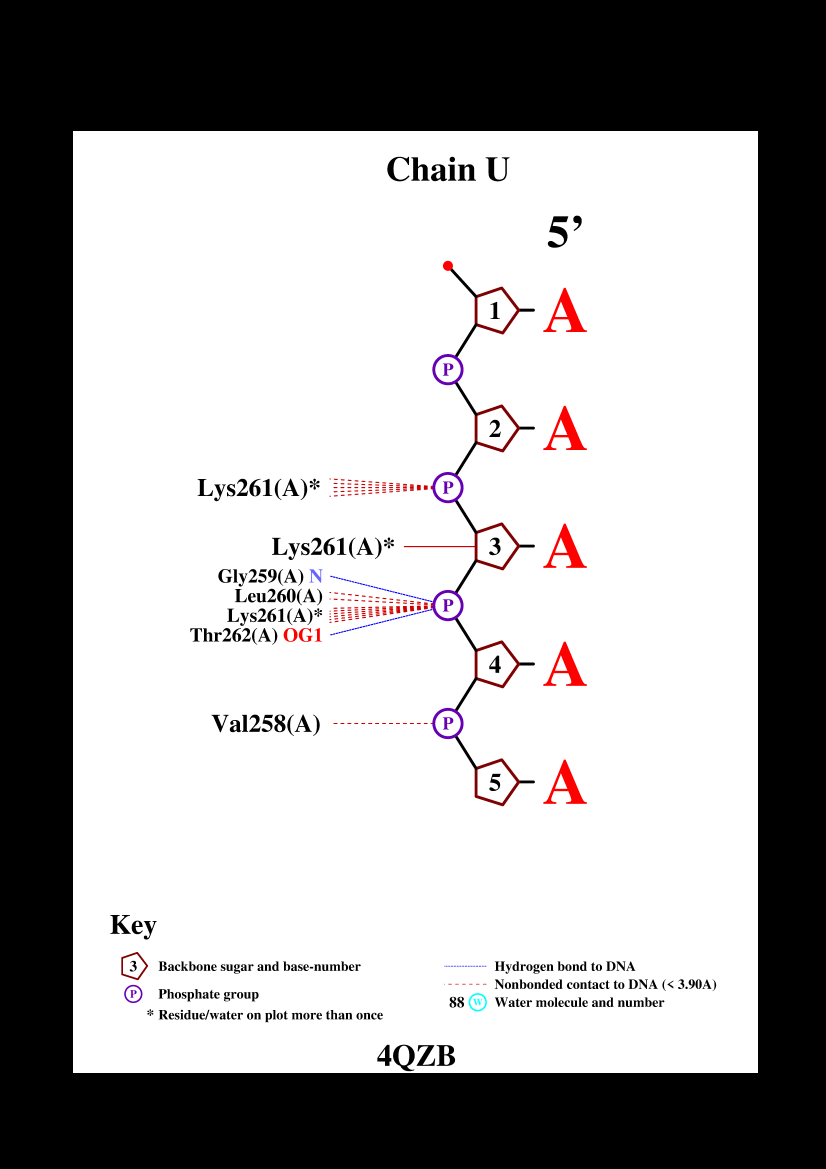 Chain U
5’
1 A
P
2 A
Lys261(A)* P
Lys261(A)* 3 A
Gly259(A) N
Leu260(A)
P
Lys261(A)*
Thr262(A) OG1
4 A
Val258(A) P
5 A
Key
3 Backbone sugar and base-number
P Phosphate group
* Residue/water on plot more than once
Hydrogen bond to DNA
Nonbonded contact to DNA (< 3.90A)
88 W Water molecule and number
4QZB